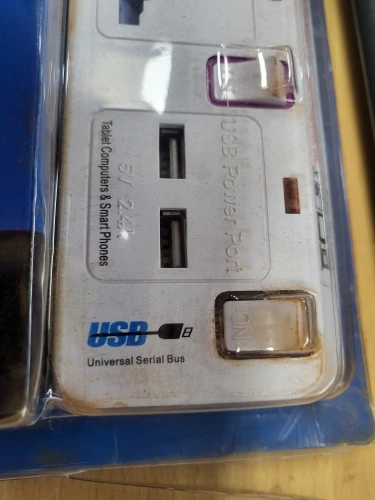 USB Power Port
5V 2.4A
Tablet Computers & Smart Phones
ON
USB
Universal Serial Bus